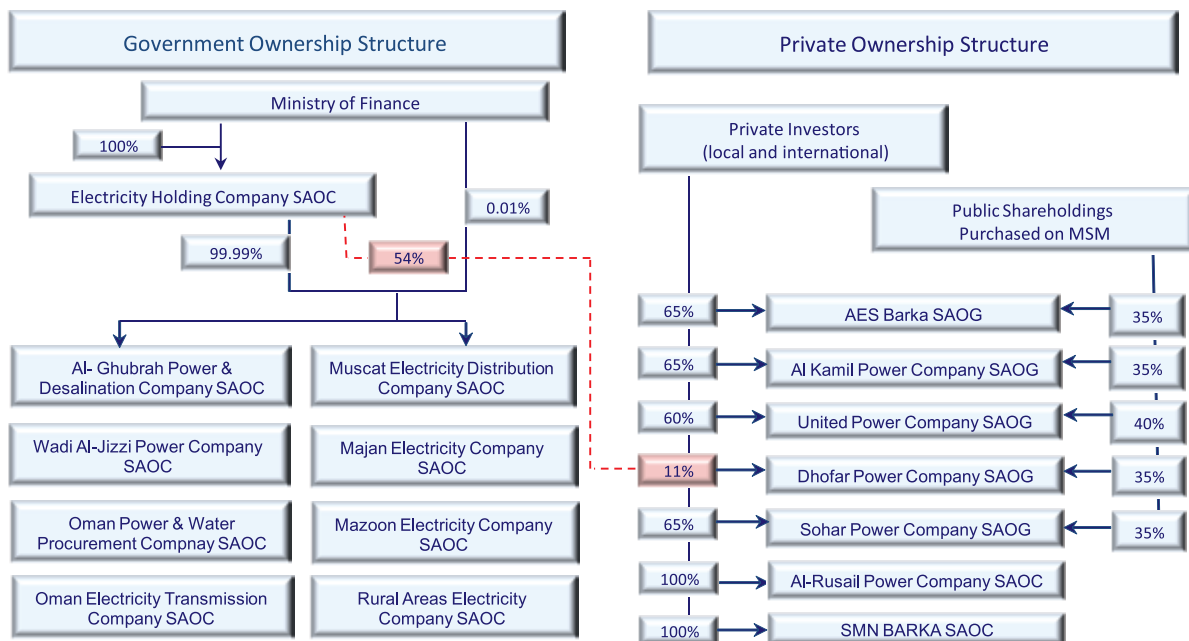 Government Ownership Structure
Ministry of Finance
100%
Electricity Holding Company SAOC
0.01%
99.99%
54%
Al- Ghubrah Power &
Desalination Company SAOC
Muscat Electricity Distribution
Company SAOC
Wadi Al-Jizzi Power Company
SAOC
Majan Electricity Company
SAOC
Oman Power & Water
Procurement Compnay SAOC
Mazoon Electricity Company
SAOC
Oman Electricity Transmission
Company SAOC
Rural Areas Electricity
Company SAOC
Private Ownership Structure
Private Investors
(local and international)
Public Shareholdings
Purchased on MSM
65%
AES Barka SAOG
35%
65%
Al Kamil Power Company SAOG
35%
60%
United Power Company SAOG
40%
11%
Dhofar Power Company SAOG
35%
65%
Sohar Power Company SAOG
35%
100%
Al-Rusail Power Company SAOC
100%
SMN BARKA SAOC